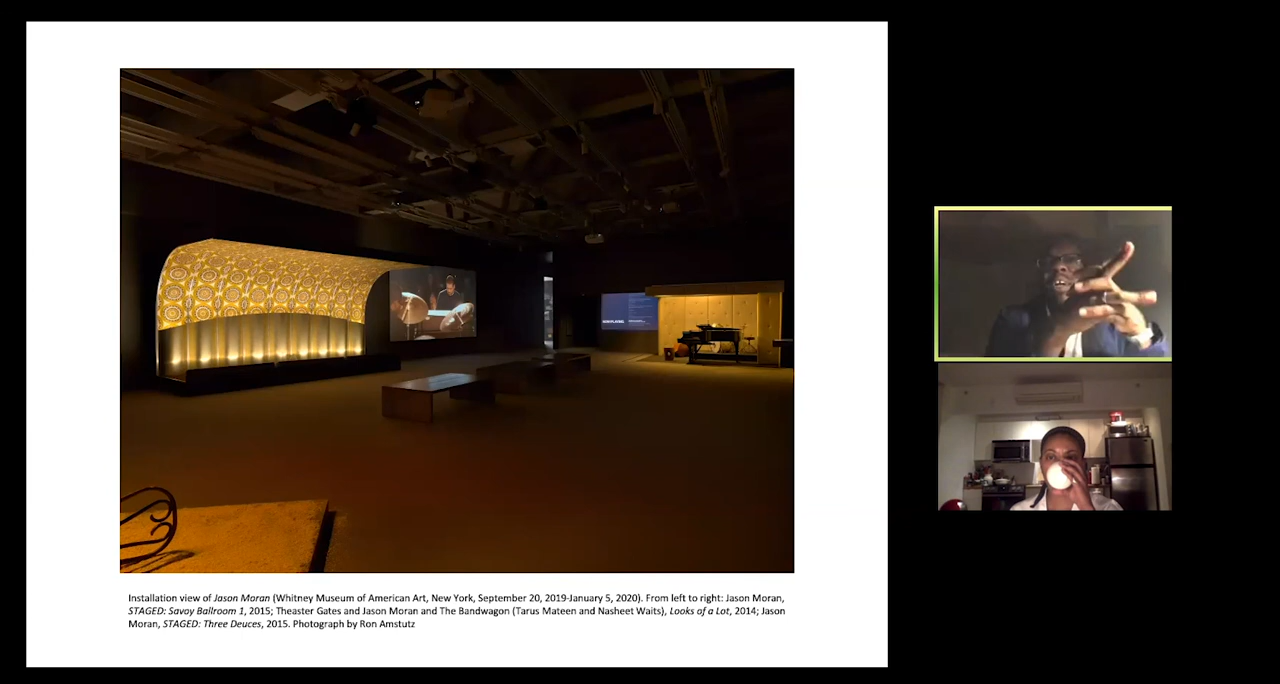 Installation view of Jason Moran (Whitney Museum of American Art, New York, September 20, 2019-January 5, 2020). From left to right: Jason Moran,
STAGED: Savoy Ballroom 1, 2015; Theaster Gates and Jason Moran and The Bandwagon (Tarus Mateen and Nasheet Waits), Looks of a Lot, 2014; Jason
Moran, STAGED: Three Deuces, 2015. Photograph by Ron Amstutz